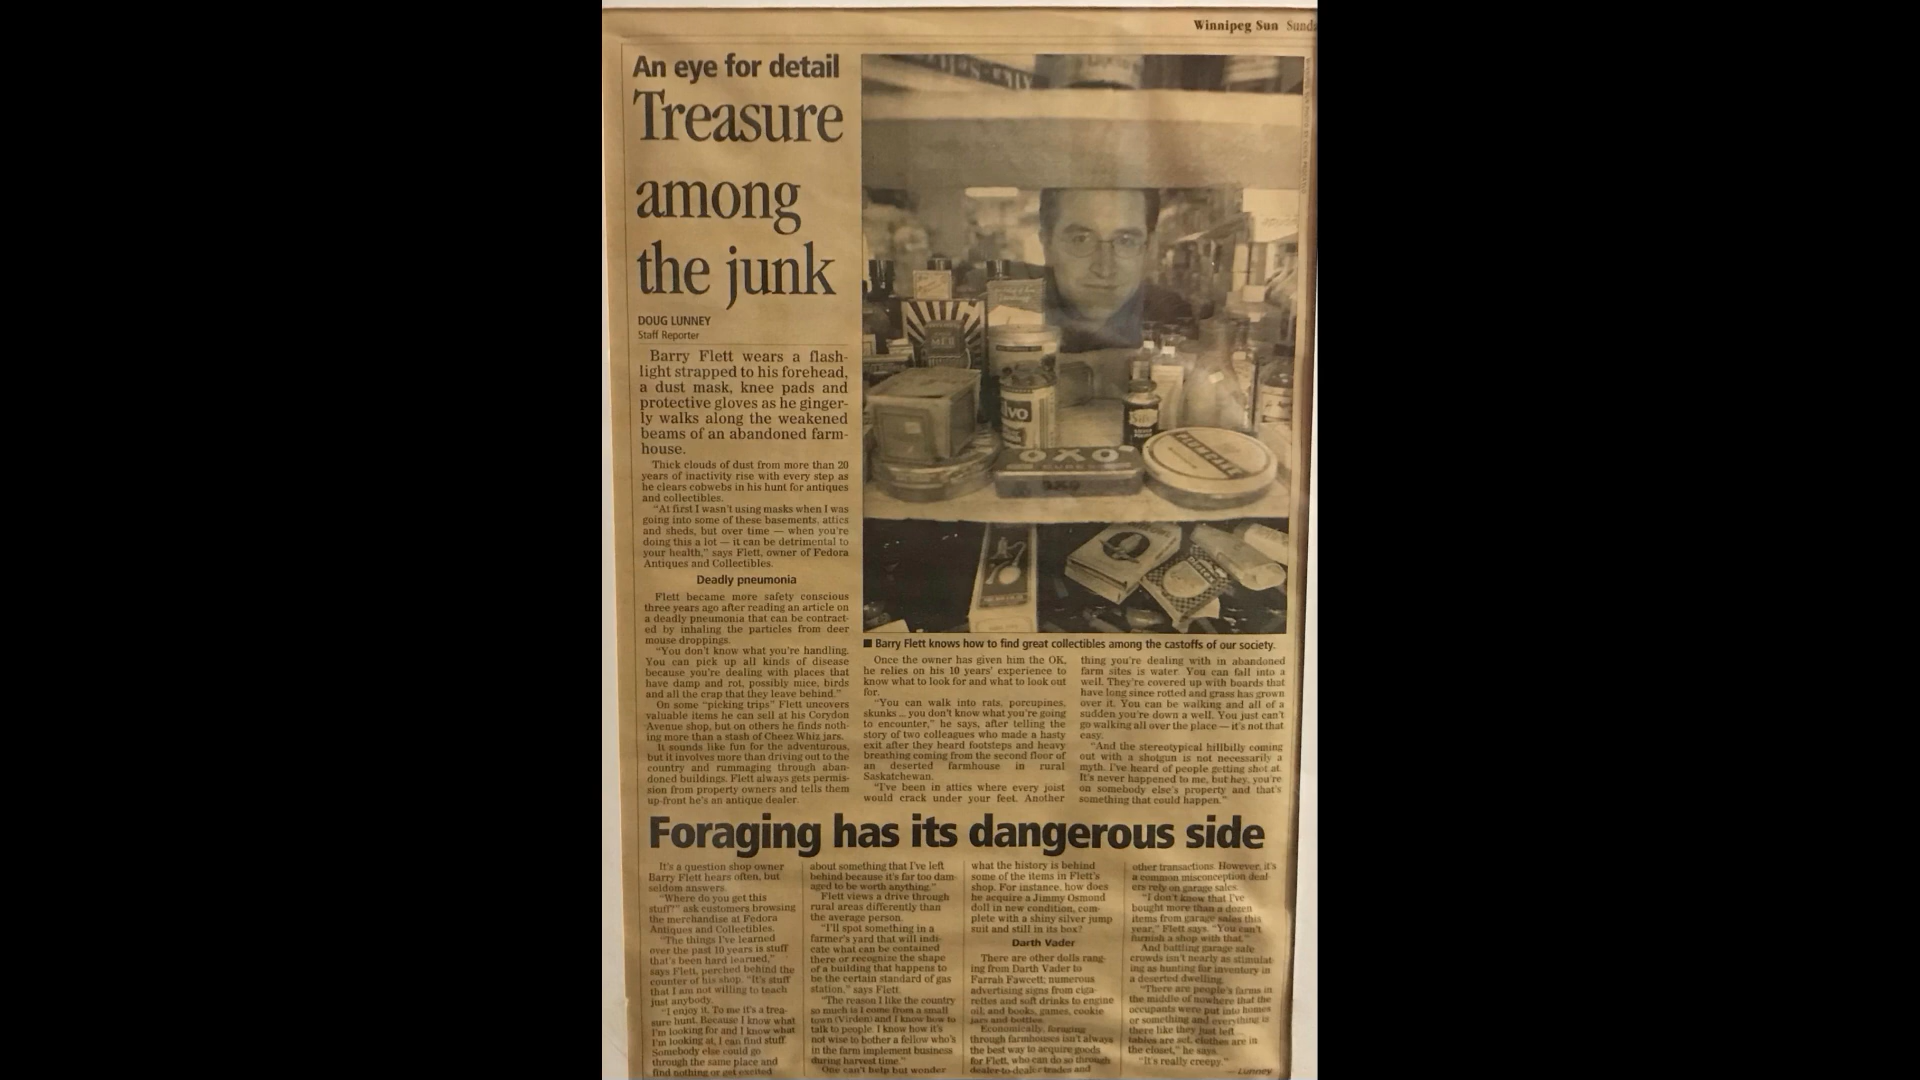 Winnipeg Sun
An eye for detail
Treasure
among
the junk
DOUG LUNNEY
Staff Reporter
Barry Flett wears a flash-
light strapped to his forehead,
a dust mask, knee pads and
protective gloves as he ginger-
ly walks along the weakened
beams of an abandoned farm-
house.
Thick clouds of dust from more than 20
years of inactivity rise with every step as
he clears cobwebs in his hunt for antiques
and collectibles.
"At first I wasn't using masks when I was
going into some of these basements, attics
and sheds, but over time — when you're
doing this a lot — it can be detrimental to
your health," says Flett, owner of Fedora
Antiques and Collectibles.
Deadly pneumonia
Flett became more safety conscious
three years ago after reading an article on
a deadly pneumonia that can be contract-
ed by inhaling the particles from deer
mouse droppings.
"You don't know what you're handling.
You can pick up all kinds of disease
because you're dealing with places that
have damp and rot, possibly mice, birds
and all the crap that they leave behind."
On some "picking trips" Flett uncovers
valuable items he can sell at his Corydon
Avenue shop, but on others he finds noth-
ing more than a stash of Cheez Whiz jars.
It sounds like fun for the adventurous,
but it involves more than driving out to the
country and rummaging through aban-
doned buildings. Flett always gets permis-
sion from property owners and tells them
up-front he's an antique dealer.
OXO
CUBES
OXO
■ Barry Flett knows how to find great collectibles among the castoffs of our society.
Once the owner has given him the OK,
he relies on his 10 years' experience to
know what to look for and what to look out
for.
"You can walk into rats, porcupines,
skunks ... you don't know what you're going
to encounter," he says, after telling the
story of two colleagues who made a hasty
exit after they heard footsteps and heavy
breathing coming from the second floor of
an deserted farmhouse in rural
Saskatchewan.
"I've been in attics where every joist
would crack under your feet. Another
thing you're dealing with in abandoned
farm sites is water. You can fall into a
well. They're covered up with boards that
have long since rotted and grass has grown
over it. You can be walking and all of a
sudden you're down a well. You just can't
go walking all over the place — it's not that
easy.
"And the stereotypical hillbilly coming
out with a shotgun is not necessarily a
myth. I've heard of people getting shot at.
It's never happened to me, but hey, you're
on somebody else's property and that's
something that could happen."
Foraging has its dangerous side
It's a question shop owner
Barry Flett hears often, but
seldom answers.
"Where do you get this
stuff?" ask customers browsing
the merchandise at Fedora
Antiques and Collectibles.
"The things I've learned
over the past 10 years is stuff
that's been hard learned,"
says Flett, perched behind the
counter of his shop. "It's stuff
that I am not willing to teach
just anybody.
"I enjoy it. To me it's a trea-
sure hunt. Because I know what
I'm looking for and I know what
I'm looking at, I can find stuff.
Somebody else could go
through the same place and
find nothing or get excited
about something that I've left
behind because it's far too dam-
aged to be worth anything."
Flett views a drive through
rural areas differently than
the average person.
"I'll spot something in a
farmer's yard that will indi-
cate what can be contained
there or recognize the shape
of a building that happens to
be the certain standard of gas
station," says Flett.
"The reason I like the country
so much is I come from a small
town (Virden) and I know how to
talk to people. I know how it's
not wise to bother a fellow who's
in the farm implement business
during harvest time."
One can't help but wonder
what the history is behind
some of the items in Flett's
shop. For instance, how does
he acquire a Jimmy Osmond
doll in new condition, com-
plete with a shiny silver jump
suit and still in its box?
Darth Vader
There are other dolls rang-
ing from Darth Vader to
Farrah Fawcett; numerous
advertising signs from ciga-
rettes and soft drinks to engine
oil; and books, games, cookie
jars and bottles.
Economically, foraging
through farmhouses isn't always
the best way to acquire goods
for Flett, who can do so through
dealer-to-dealer trades and
other transactions. However, it's
a common misconception deal-
ers rely on garage sales.
"I don't know that I've
bought more than a dozen
items from garage sales this
year," Flett says. "You can't
furnish a shop with that."
And battling garage sale
crowds isn't nearly as stimulat-
ing as hunting for inventory in
a deserted dwelling.
"There are people's farms in
the middle of nowhere that the
occupants were put into homes
or something and everything is
there like they just left ...
tables are set, clothes are in
the closet," he says.
"It's really creepy."
— Lunney